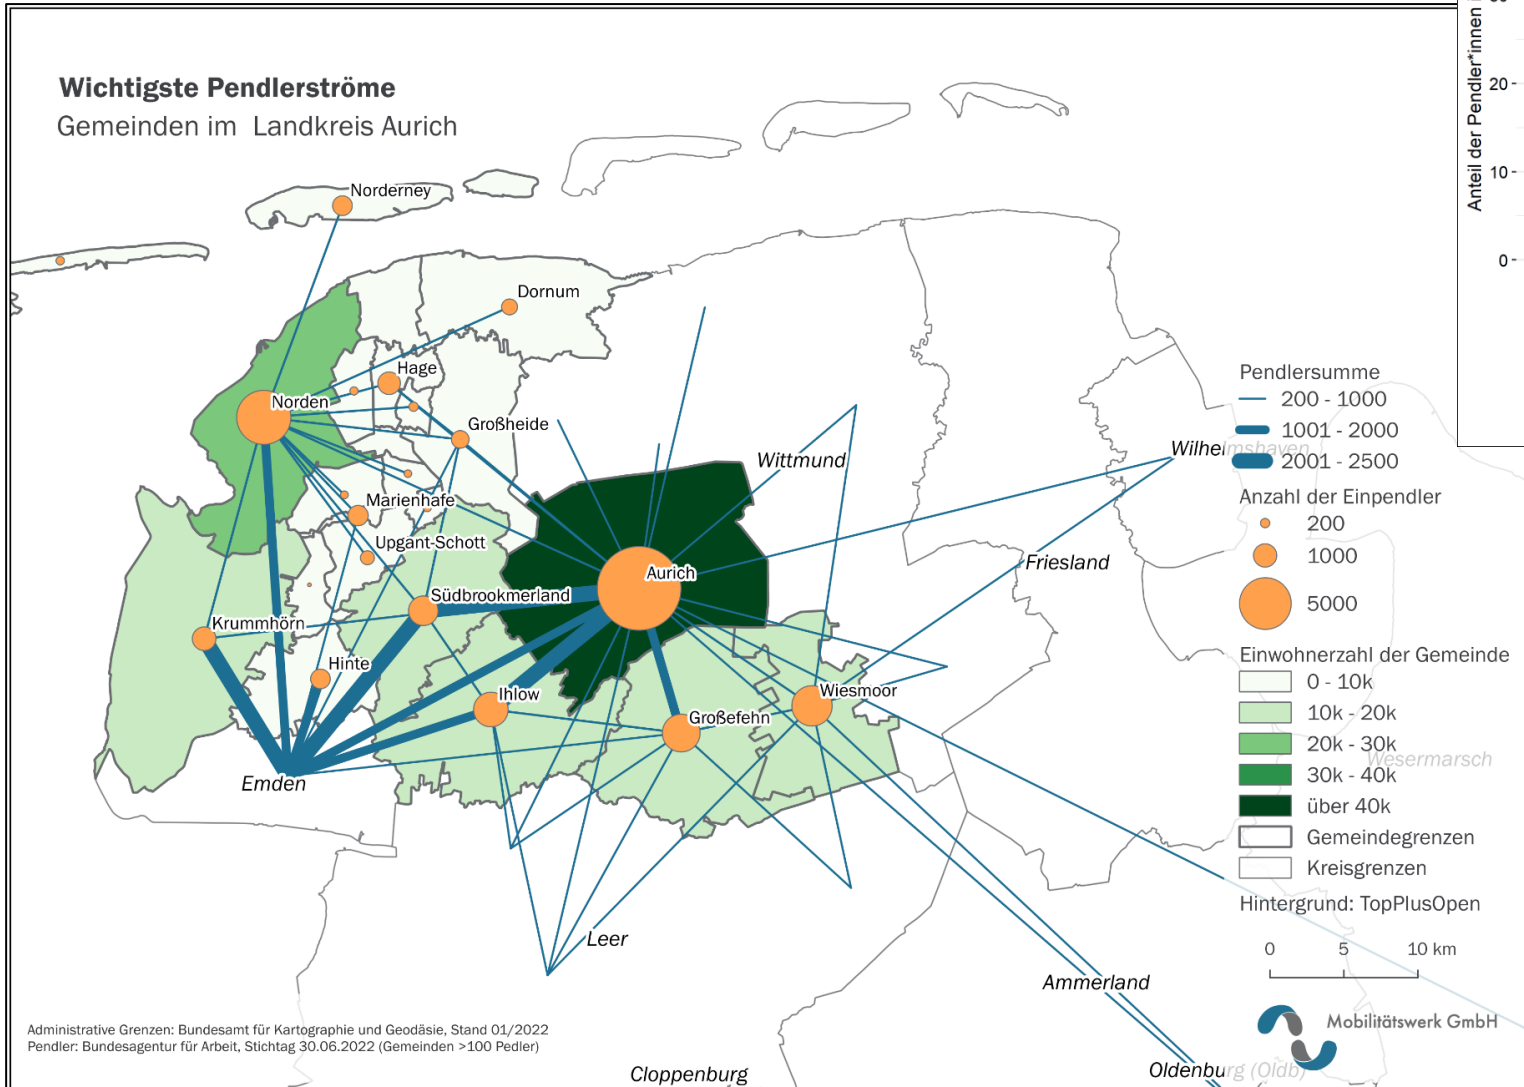 Wichtigste Pendlerströme
Gemeinden im Landkreis Aurich
Anteil der Pendler*innen
20
10
0
Norderney
Dornum
Hage
Norden
Großheide
Marienhafe
Upgant-Schott
Aurich
Südbrookmerland
Krummhörn
Hinte
Ihlow
Großefehn
Wiesmoor
Emden
Wittmund
Wilhelmshaven
Friesland
Wesermarsch
Leer
Ammerland
Oldenburg (Oldb)
Cloppenburg
Pendlersumme
200 - 1000
1001 - 2000
2001 - 2500
Anzahl der Einpendler
200
1000
5000
Einwohnerzahl der Gemeinde
0 - 10k
10k - 20k
20k - 30k
30k - 40k
über 40k
Gemeindegrenzen
Kreisgrenzen
Hintergrund: TopPlusOpen
0 5 10 km
Mobilitätswerk GmbH
Administrative Grenzen: Bundesamt für Kartographie und Geodäsie, Stand 01/2022
Pendler: Bundesagentur für Arbeit, Stichtag 30.06.2022 (Gemeinden >100 Pedler)